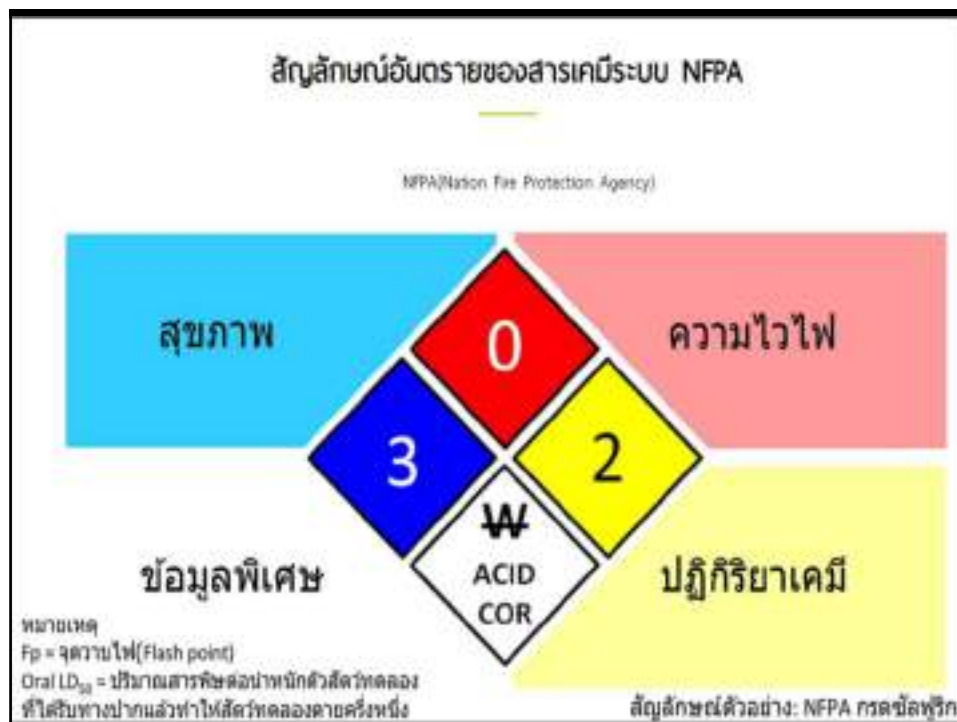 สัญลักษณ์อันตรายของสารเคมีระบบ NFPA
NFPA(Nation Fire Protection Agency)
สุขภาพ
ความไวไฟ
0
3
2
W
ACID
COR
ข้อมูลพิเศษ
ปฏิกิริยาเคมี
หมายเหตุ
Fp = จุดวาบไฟ(Flash point)
Oral LD50 = ปริมาณสารพิษต่อน้ำหนักตัวสัตว์ทดลอง
ที่ได้รับทางปากแล้วทำให้สัตว์ทดลองตายครึ่งหนึ่ง
สัญลักษณ์ตัวอย่าง: NFPA กรดซัลฟูริก